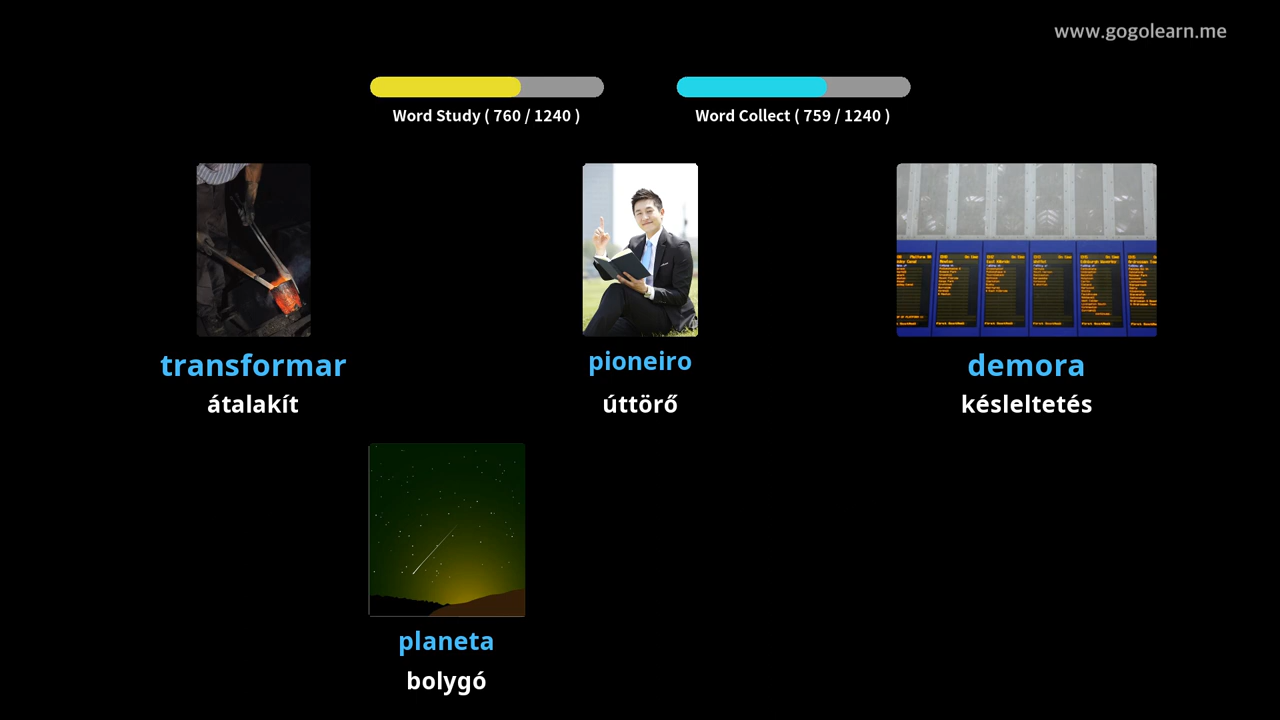 www.gogolearn.me
Word Study ( 760 / 1240 )
Word Collect ( 759 / 1240 )
transformar
átalakít
pioneiro
úttörő
demora
késleltetés
planeta
bolygó